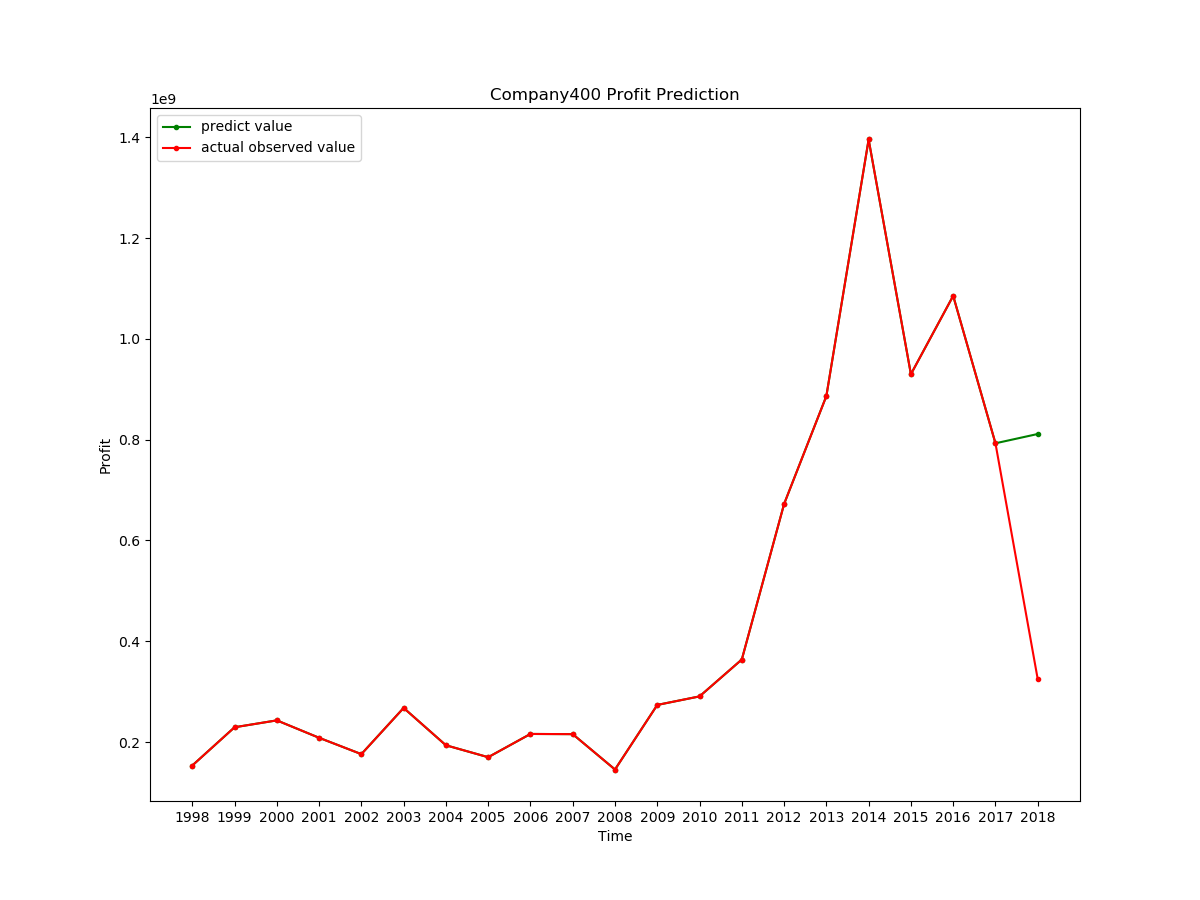 Company400 Profit Prediction
1e9
predict value
actual observed value
1.4
1.2
1.0
0.8
0.6
0.4
0.2
Profit
1998 1999 2000 2001 2002 2003 2004 2005 2006 2007 2008 2009 2010 2011 2012 2013 2014 2015 2016 2017 2018
Time